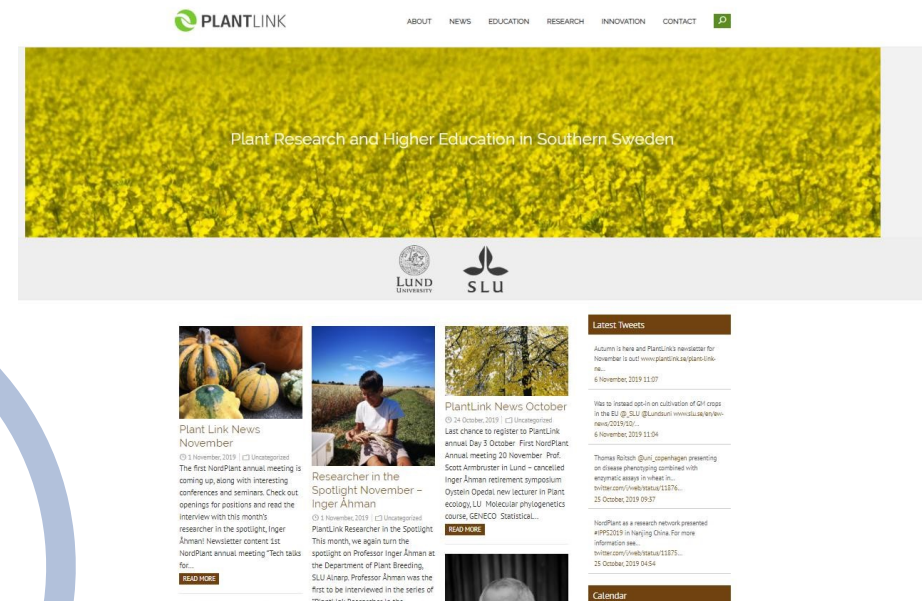 PLANTLINK
ABOUT NEWS EDUCATION RESEARCH INNOVATION CONTACT
Plant Research and Higher Education in Southern Sweden
LUND
UNIVERSITY
SLU
Plant Link News
November
1 November, 2019 | Uncategorized
The first NordPlant annual meeting is
coming up, along with interesting
conferences and seminars. Check out
openings for positions and read the
interview with this month's
researcher in the spotlight, Inger
Åhman! Newsletter content 1st
NordPlant annual meeting "Tech talks
for...
READ MORE
Researcher in the
Spotlight November –
Inger Åhman
1 November, 2019 | Uncategorized
PlantLink Researcher in the Spotlight
This month, we again turn the
spotlight on Professor Inger Åhman at
the Department of Plant Breeding,
SLU Alnarp. Professor Åhman was the
first to be interviewed in the series of
"PlantLink Researcher in the
PlantLink News October
24 October, 2019 | Uncategorized
Last chance to register to PlantLink
annual Day 3 October First NordPlant
Annual meeting 20 November Prof.
Scott Armbruster in Lund – cancelled
Inger Åhman retirement symposium
Oystein Opedal new lecturer in Plant
ecology, LU Molecular phylogenetics
course, GENECO Statistical...
READ MORE
Latest Tweets
Autumn is here and PlantLink's newsletter for
November is out! www.plantlink.se/plant-link-
ne...
6 November, 2019 11:07
Was to instead opt-in on cultivation of GM crops
in the EU @_SLU @Lundsuni www.slu.se/en/ew-
news/2019/10/...
6 November, 2019 11:04
Thomas Roitsch @uni_copenhagen presenting
on disease phenotyping combined with
enzymatic assays in wheat in...
twitter.com/i/web/status/11876...
25 October, 2019 09:37
NordPlant as a research network presented
#IPPS2019 in Nanjing China. For more
information see...
twitter.com/i/web/status/11875...
25 October, 2019 04:54
Calendar